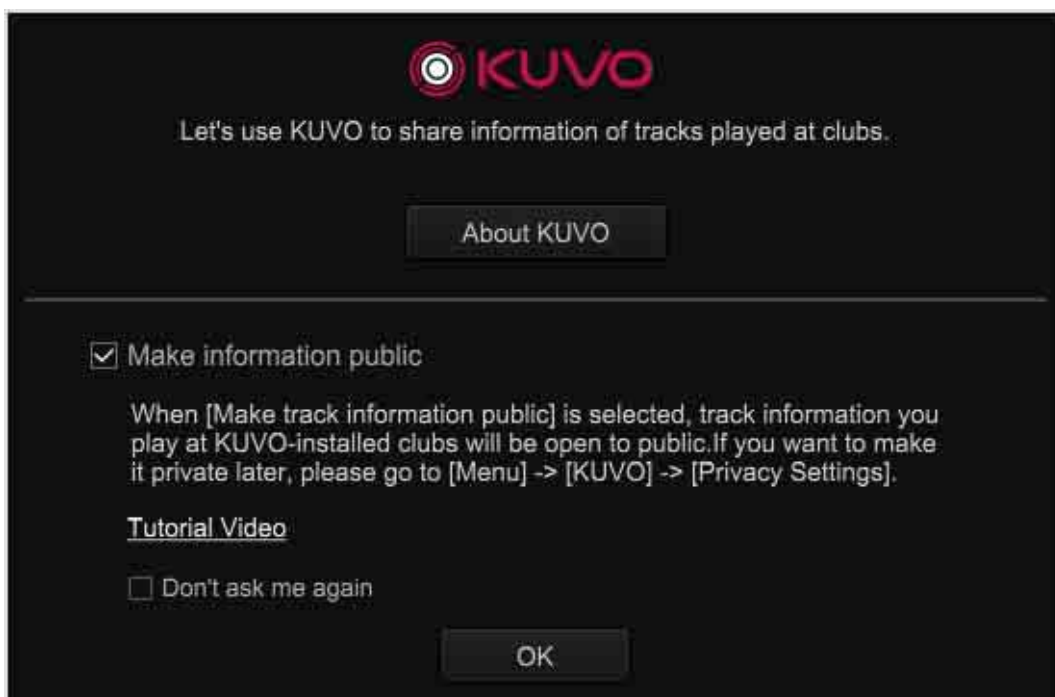 KUVO
Let's use KUVO to share information of tracks played at clubs.
About KUVO
Make information public
When [Make track information public] is selected, track information you
play at KUVO-installed clubs will be open to public.If you want to make
it private later, please go to [Menu] -> [KUVO] -> [Privacy Settings].
Tutorial Video
Don't ask me again
OK